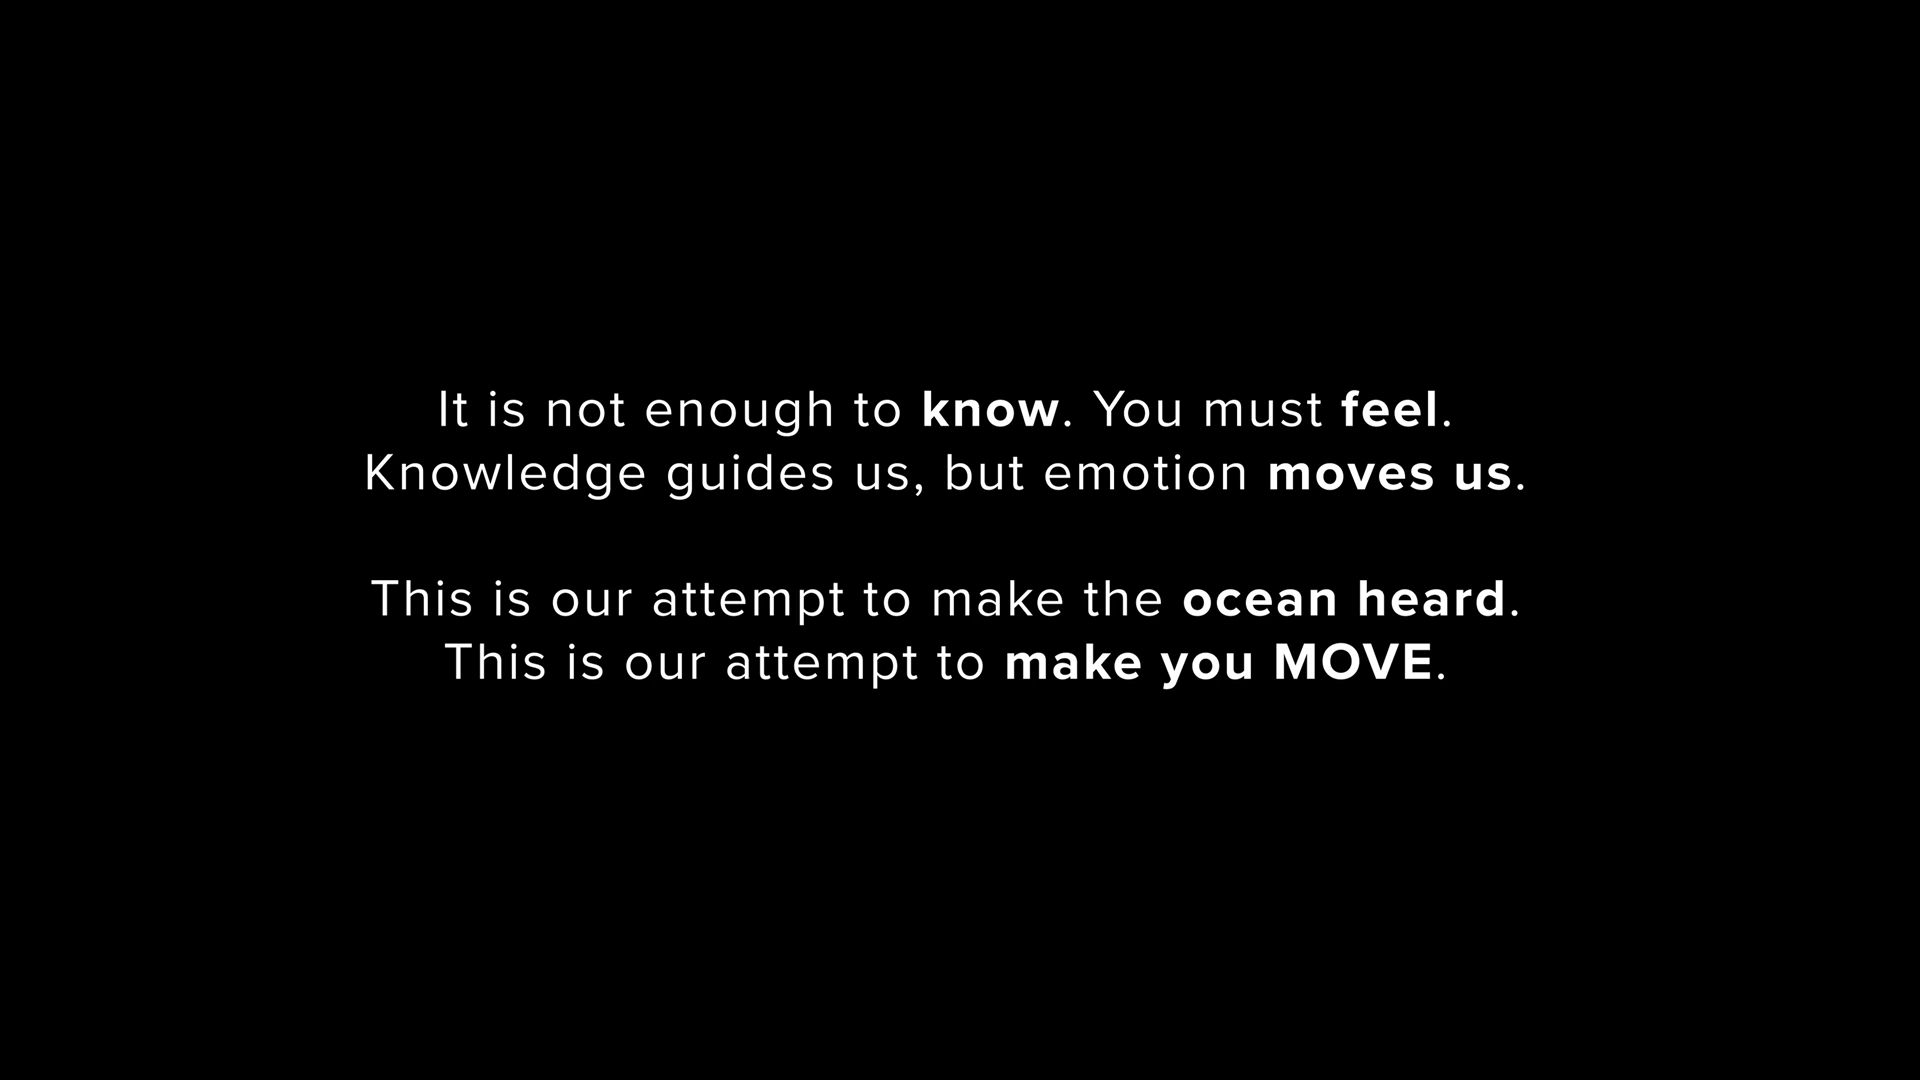 It is not enough to know. You must feel.
Knowledge guides us, but emotion moves us.
This is our attempt to make the ocean heard.
This is our attempt to make you MOVE.